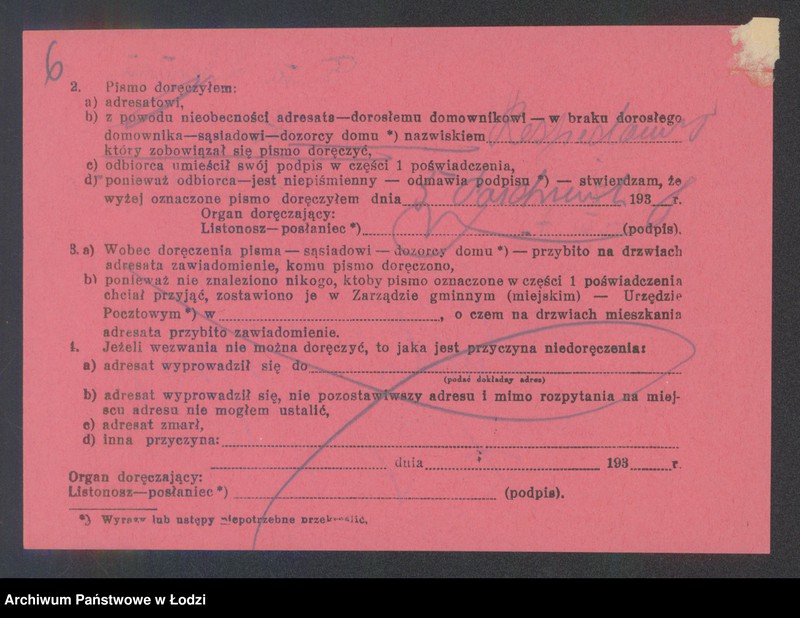 6
2. Pismo doręczyłem:
a) adresatowi,
b) z powodu nieobecności adresata—dorosłemu domownikowi — w braku dorosłego
domownika—sąsiadowi—dozorcy domu *) nazwiskiem
który zobowiązał się pismo doręczyć,
c) odbiorca umieścił swój podpis w części 1 poświadczenia,
d) ponieważ odbiorca—jest niepiśmienny — odmawia podpisu *) — stwierdzam, że
wyżej oznaczone pismo doręczyłem dnia 193 r.
Organ doręczający:
Listonosz—posłaniec *) (podpis).
3. a) Wobec doręczenia pisma — sąsiadowi — dozorcy domu *) — przybito na drzwiach
adresata zawiadomienie, komu pismo doręczono,
b) ponieważ nie znaleziono nikogo, ktoby pismo oznaczone w części 1 poświadczenia
chciał przyjąć, zostawiono je w Zarządzie gminnym (miejskim) — Urzędzie
Pocztowym *) w , o czem na drzwiach mieszkania
adresata przybito zawiadomienie.
4. Jeżeli wezwania nie można doręczyć, to jaka jest przyczyna niedoręczenia:
a) adresat wyprowadził się do
(podać dokładny adres)
b) adresat wyprowadził się, nie pozostawiwszy adresu i mimo rozpytania na miej-
scu adresu nie mogłem ustalić,
c) adresat zmarł,
d) inna przyczyna:
dnia 193 r.
Organ doręczający:
Listonosz—posłaniec *) (podpis).
*) Wyrazy lub ustępy niepotrzebne przekreślić.
Archiwum Państwowe w Łodzi